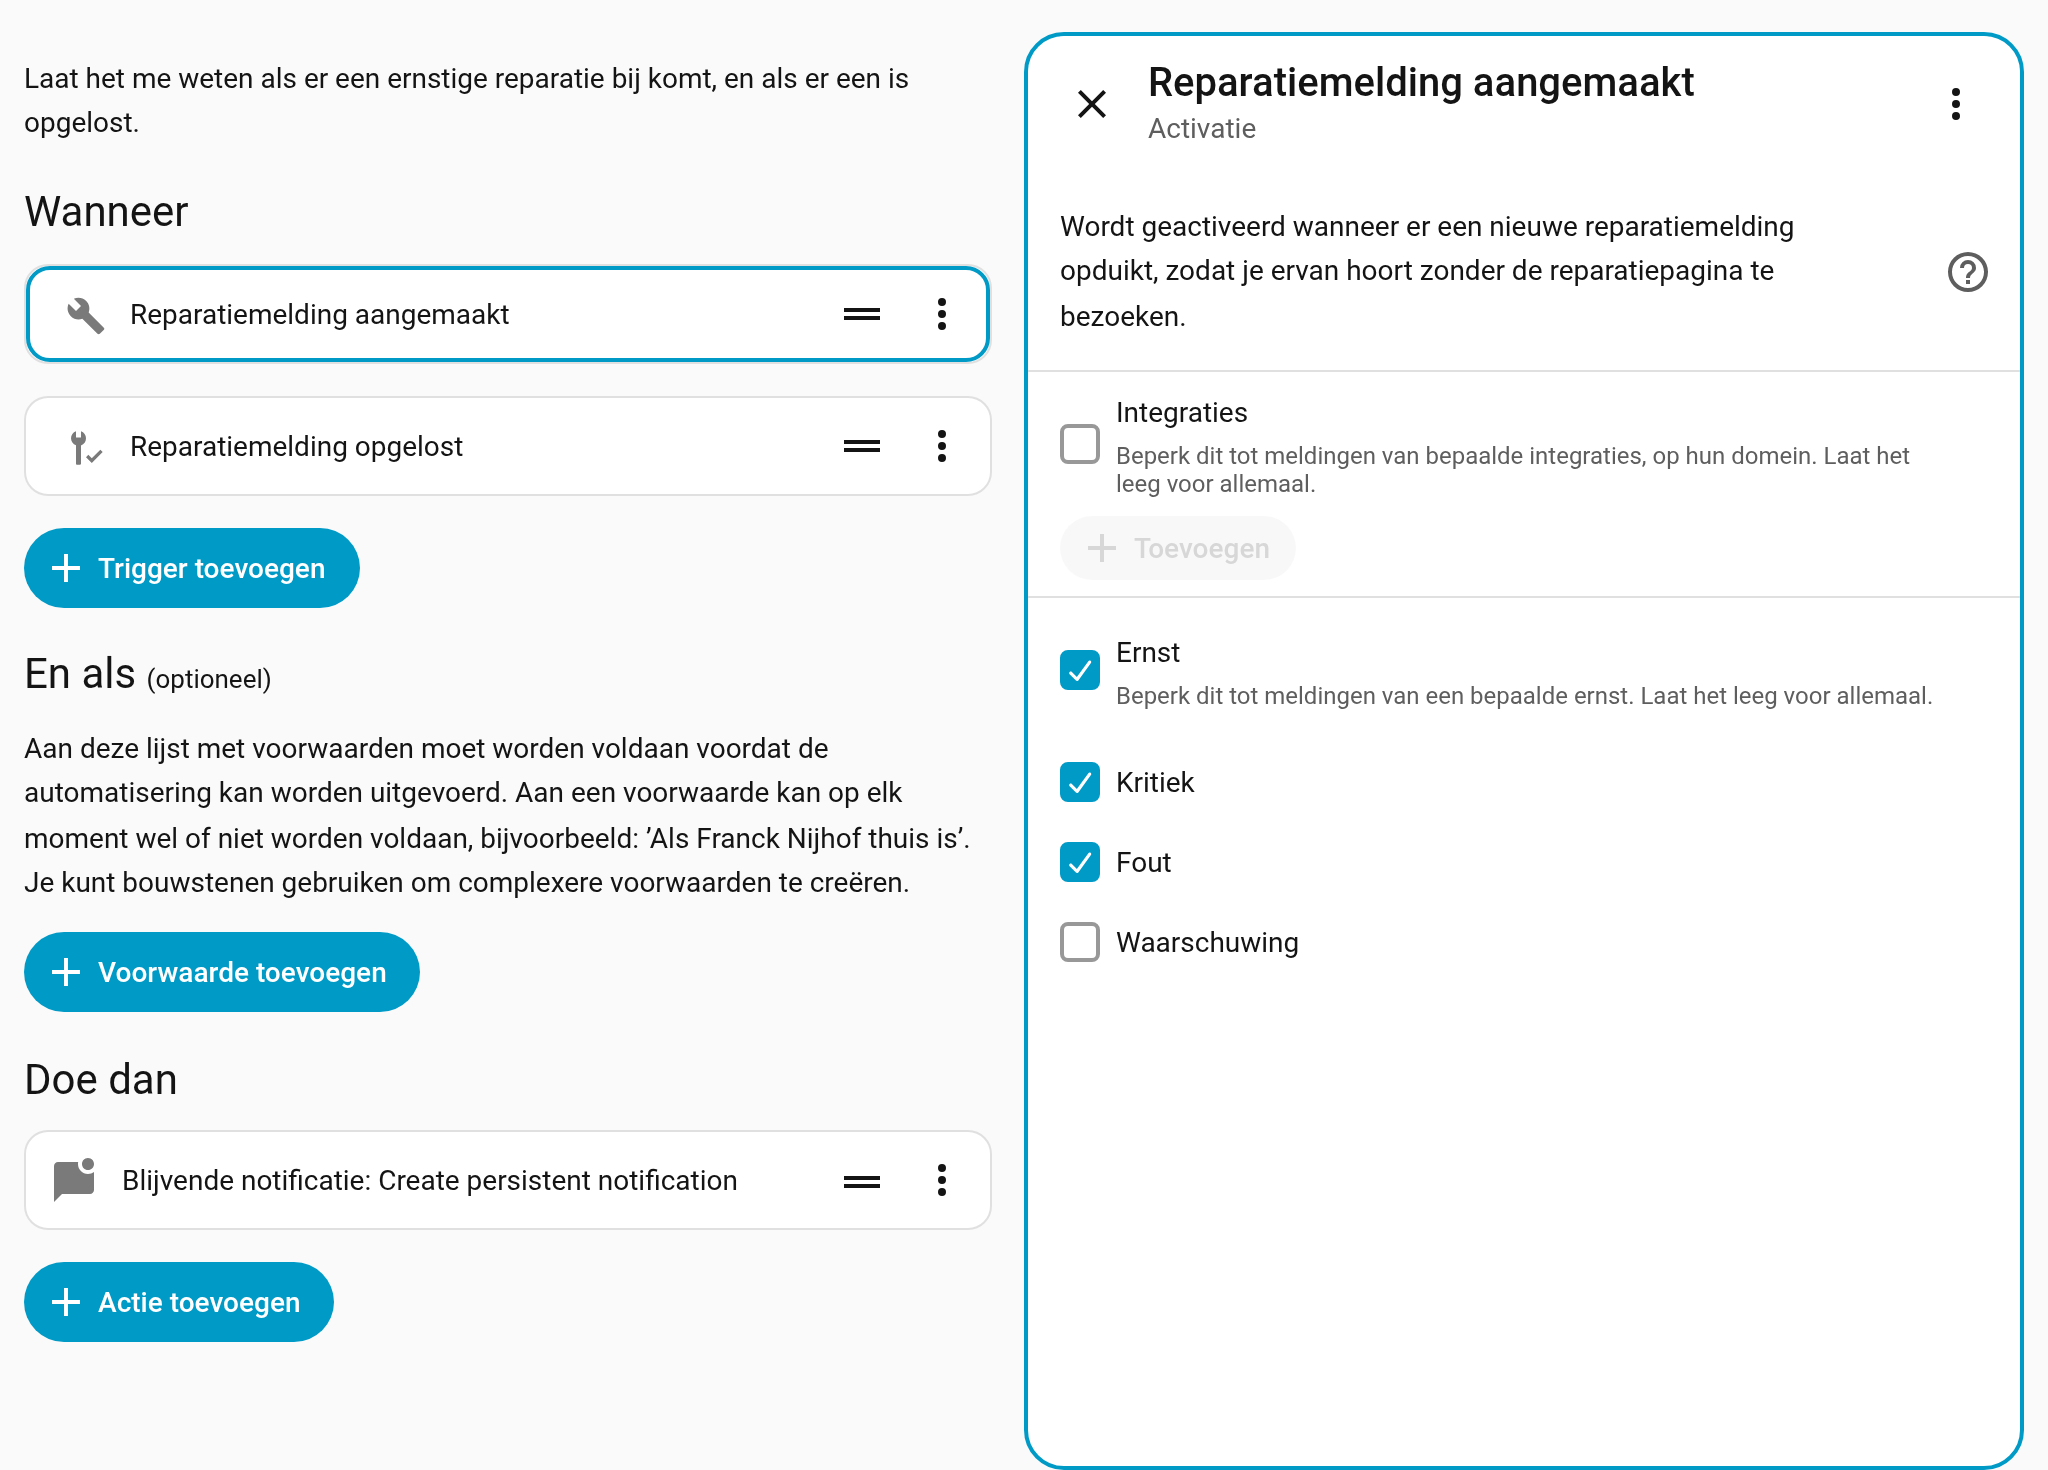 Laat het me weten als er een ernstige reparatie bij komt, en als er een is
opgelost.
Wanneer
Reparatiemelding aangemaakt
Reparatiemelding opgelost
Trigger toevoegen
En als (optioneel)
Aan deze lijst met voorwaarden moet worden voldaan voordat de
automatisering kan worden uitgevoerd. Aan een voorwaarde kan op elk
moment wel of niet worden voldaan, bijvoorbeeld: ’Als Franck Nijhof thuis is’.
Je kunt bouwstenen gebruiken om complexere voorwaarden te creëren.
Voorwaarde toevoegen
Doe dan
Blijvende notificatie: Create persistent notification
Actie toevoegen
Reparatiemelding aangemaakt
Activatie
Wordt geactiveerd wanneer er een nieuwe reparatiemelding
opduikt, zodat je ervan hoort zonder de reparatiepagina te
bezoeken.
Integraties
Beperk dit tot meldingen van bepaalde integraties, op hun domein. Laat het
leeg voor allemaal.
Toevoegen
Ernst
Beperk dit tot meldingen van een bepaalde ernst. Laat het leeg voor allemaal.
Kritiek
Fout
Waarschuwing